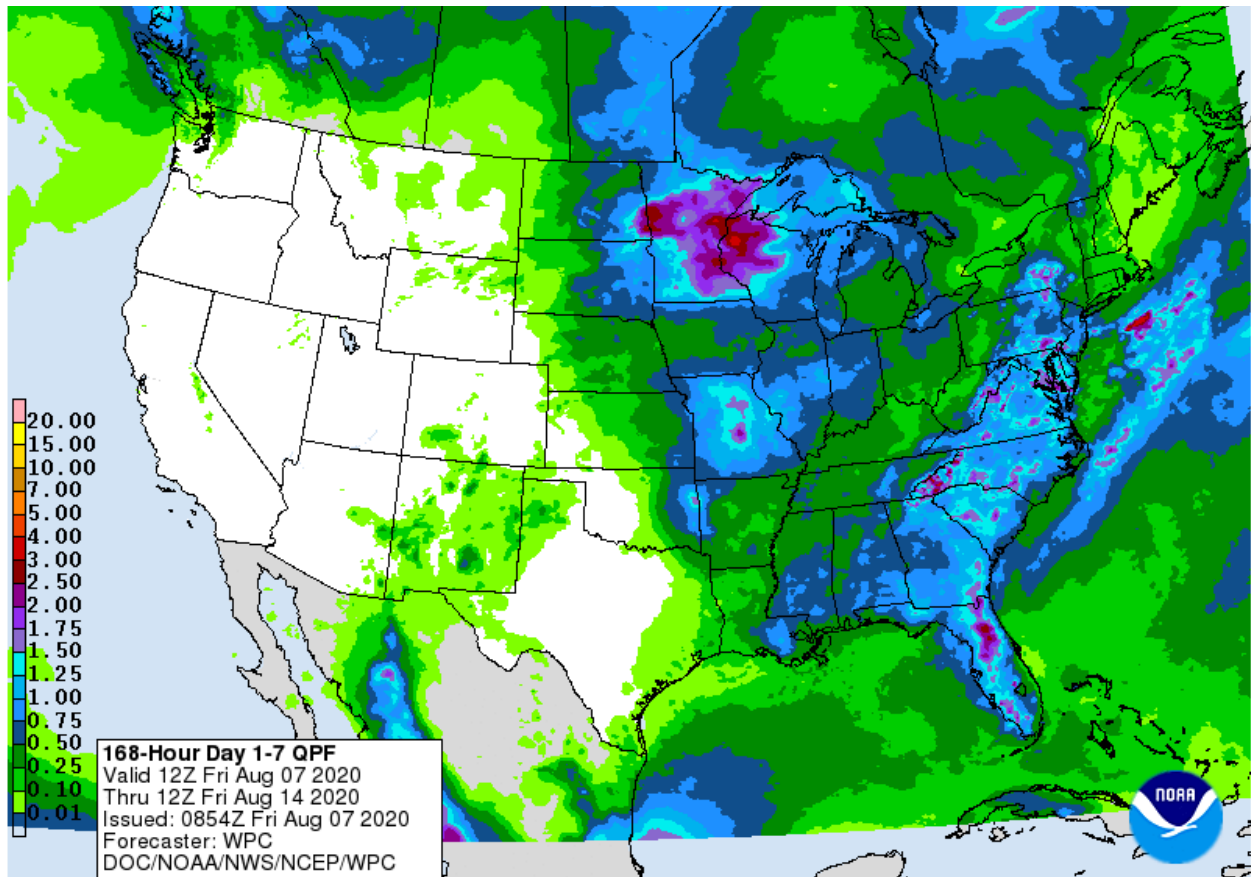 20.00
15.00
10.00
7.00
5.00
4.00
3.00
2.50
2.00
1.75
1.50
1.25
1.00
0.75
0.50
0.25
0.10
0.01
168-Hour Day 1-7 QPF
Valid 12Z Fri Aug 07 2020
Thru 12Z Fri Aug 14 2020
Issued: 0854Z Fri Aug 07 2020
Forecaster: WPC
DOC/NOAA/NWS/NCEP/WPC
NOAA